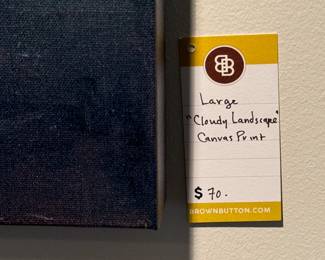 BB
Large
"Cloudy Landscape"
Canvas Print
$ 70.
BROWNBUTTON.COM